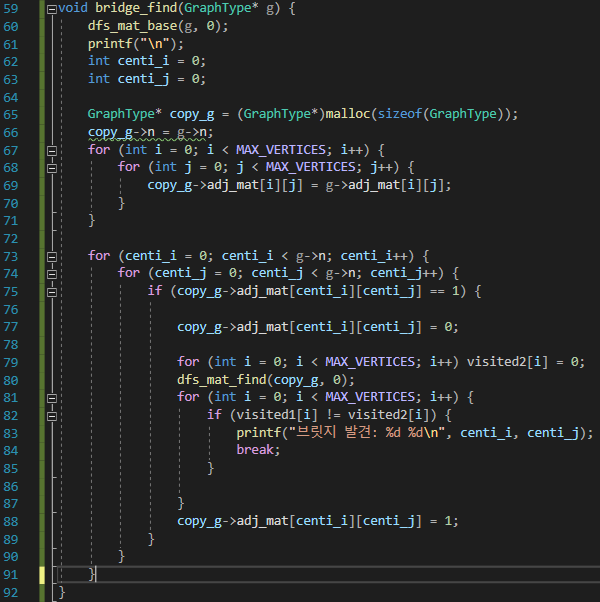 59 void bridge_find(GraphType* g) {
60 dfs_mat_base(g, 0);
61 printf("\n");
62 int centi_i = 0;
63 int centi_j = 0;
64
65 GraphType* copy_g = (GraphType*)malloc(sizeof(GraphType));
66 copy_g->n = g->n;
67 for (int i = 0; i < MAX_VERTICES; i++) {
68 for (int j = 0; j < MAX_VERTICES; j++) {
69 copy_g->adj_mat[i][j] = g->adj_mat[i][j];
70 }
71 }
72
73 for (centi_i = 0; centi_i < g->n; centi_i++) {
74 for (centi_j = 0; centi_j < g->n; centi_j++) {
75 if (copy_g->adj_mat[centi_i][centi_j] == 1) {
76
77 copy_g->adj_mat[centi_i][centi_j] = 0;
78
79 for (int i = 0; i < MAX_VERTICES; i++) visited2[i] = 0;
80 dfs_mat_find(copy_g, 0);
81 for (int i = 0; i < MAX_VERTICES; i++) {
82 if (visited1[i] != visited2[i]) {
83 printf("브릿지 발견: %d %d\n", centi_i, centi_j);
84 break;
85 }
86
87 }
88 copy_g->adj_mat[centi_i][centi_j] = 1;
89 }
90 }
91 }
92 }